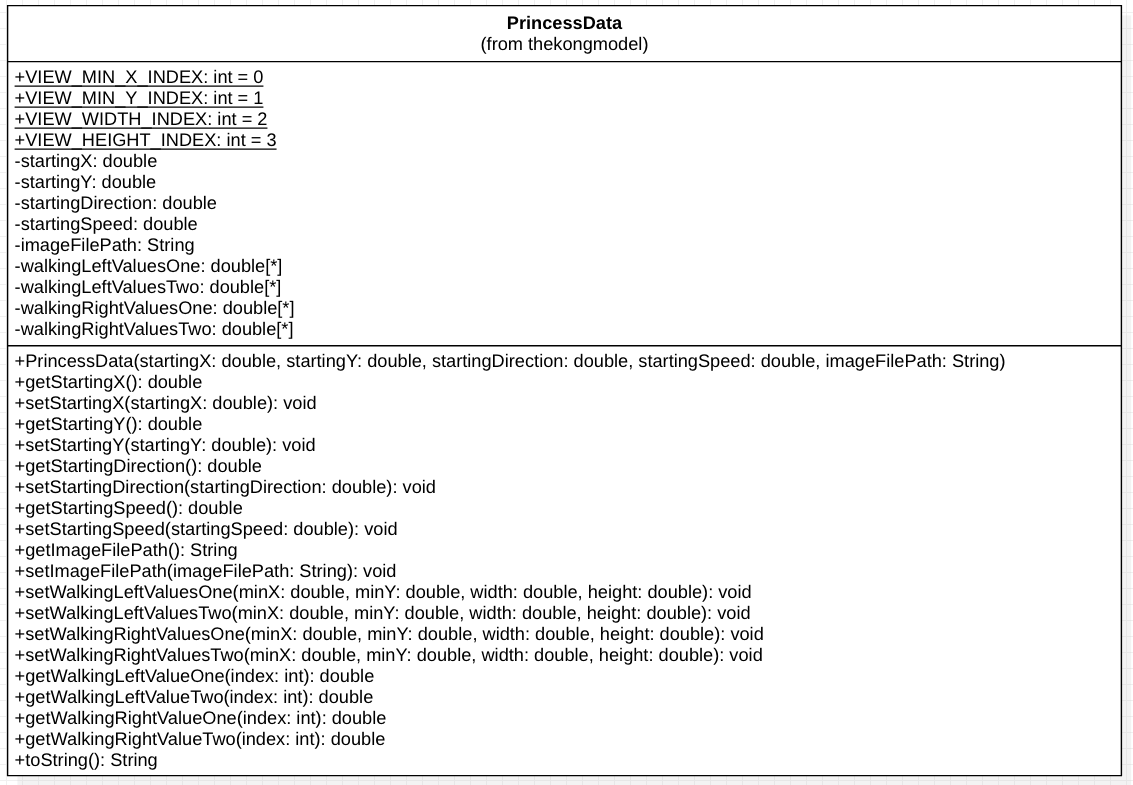 PrincessData
(from thekongmodel)
+VIEW_MIN_X_INDEX: int = 0
+VIEW_MIN_Y_INDEX: int = 1
+VIEW_WIDTH_INDEX: int = 2
+VIEW_HEIGHT_INDEX: int = 3
-startingX: double
-startingY: double
-startingDirection: double
-startingSpeed: double
-imageFilePath: String
-walkingLeftValuesOne: double[*]
-walkingLeftValuesTwo: double[*]
-walkingRightValuesOne: double[*]
-walkingRightValuesTwo: double[*]
+PrincessData(startingX: double, startingY: double, startingDirection: double, startingSpeed: double, imageFilePath: String)
+getStartingX(): double
+setStartingX(startingX: double): void
+getStartingY(): double
+setStartingY(startingY: double): void
+getStartingDirection(): double
+setStartingDirection(startingDirection: double): void
+getStartingSpeed(): double
+setStartingSpeed(startingSpeed: double): void
+getImageFilePath(): String
+setImageFilePath(imageFilePath: String): void
+setWalkingLeftValuesOne(minX: double, minY: double, width: double, height: double): void
+setWalkingLeftValuesTwo(minX: double, minY: double, width: double, height: double): void
+setWalkingRightValuesOne(minX: double, minY: double, width: double, height: double): void
+setWalkingRightValuesTwo(minX: double, minY: double, width: double, height: double): void
+getWalkingLeftValueOne(index: int): double
+getWalkingLeftValueTwo(index: int): double
+getWalkingRightValueOne(index: int): double
+getWalkingRightValueTwo(index: int): double
+toString(): String